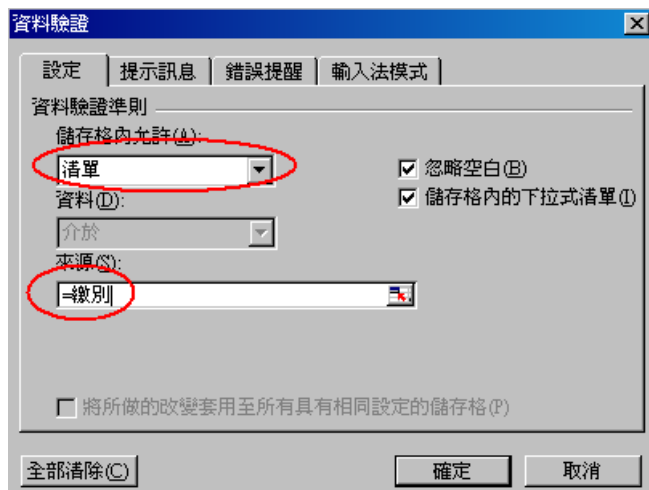 資料驗證
設定 提示訊息 錯誤提醒 輸入法模式
資料驗證準則
儲存格內允許(A):
清單
忽略空白(B)
資料(D):
儲存格內的下拉式清單(I)
介於
來源(S):
=繳別
將所做的改變套用至所有具有相同設定的儲存格(P)
全部清除(C) 確定 取消